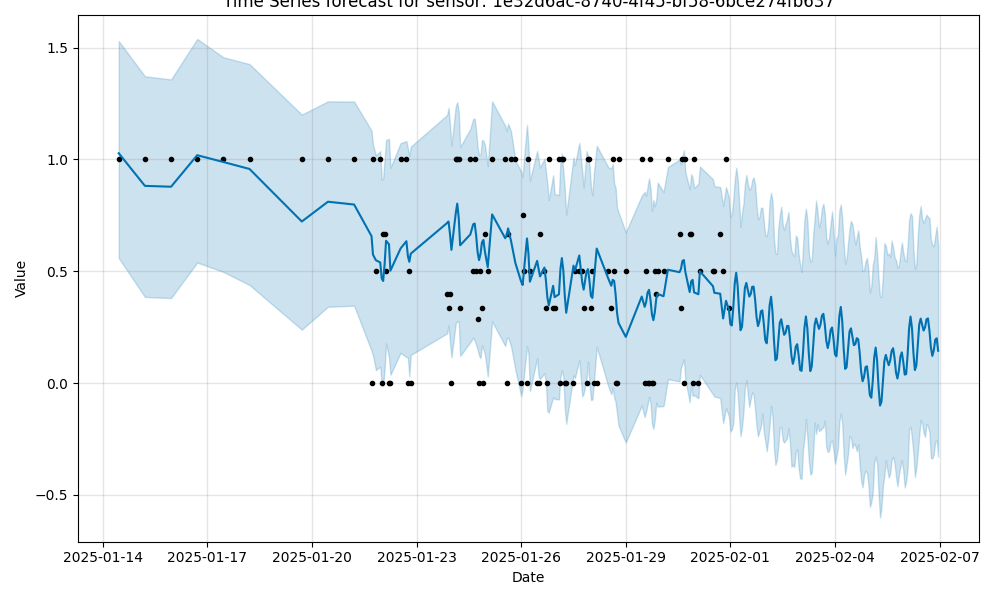 Time Series forecast for sensor: 1e32d6ac-8740-4f45-bf58-6bce274fb637
1.5
1.0
0.5
0.0
−0.5
Value
2025-01-14 2025-01-17 2025-01-20 2025-01-23 2025-01-26 2025-01-29 2025-02-01 2025-02-04 2025-02-07
Date